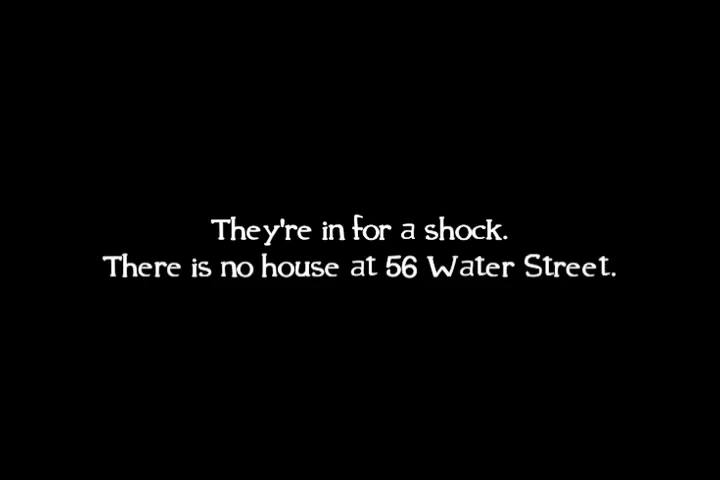 They're in for a shock.
There is no house at 56 Water Street.